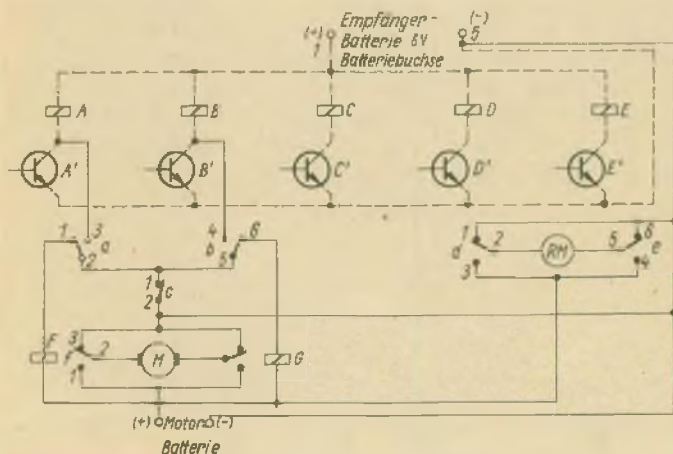 (+) Empfänger- (-)
1 Batterie 6V 5
Batteriebuchse
A B C D E
A' B' C' D' E'
1 3 a 4 6
2 b 5
1 6
d 2 RM 5 e
3 4
1
2 c
F 3 f 2 M G
1
(+) Motor (-)
Batterie